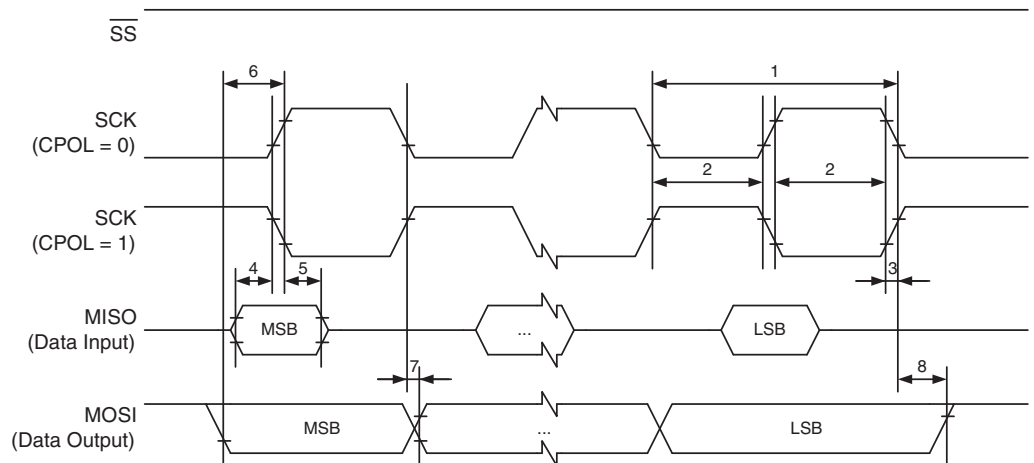 SS
6
1
SCK
(CPOL = 0)
2
2
SCK
(CPOL = 1)
4
5
3
MISO
(Data Input)
MSB
...
LSB
7
8
MOSI
(Data Output)
MSB
...
LSB